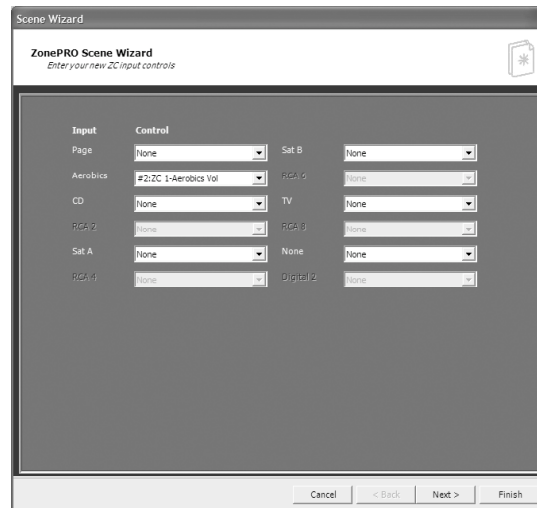 Scene Wizard
ZonePRO Scene Wizard
Enter your new ZC input controls
Input Control
Page None Sat B None
Aerobics #2:ZC 1-Aerobics Vol RCA 6 None
CD None TV None
RCA 2 None RCA 8 None
Sat A None None None
RCA 4 None Digital 2 None
Cancel < Back Next > Finish